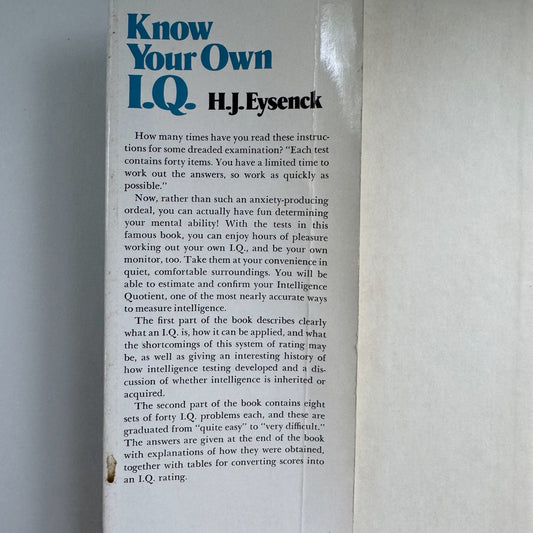 Know
Your Own
I.Q. H.J. Eysenck
How many times have you read these instruc-
tions for some dreaded examination? "Each test
contains forty items. You have a limited time to
work out the answers, so work as quickly as
possible."
Now, rather than such an anxiety-producing
ordeal, you can actually have fun determining
your mental ability! With the tests in this
famous book, you can enjoy hours of pleasure
working out your own I.Q., and be your own
monitor, too. Take them at your convenience in
quiet, comfortable surroundings. You will be
able to estimate and confirm your Intelligence
Quotient, one of the most nearly accurate ways
to measure intelligence.
The first part of the book describes clearly
what an I.Q. is, how it can be applied, and what
the shortcomings of this system of rating may
be, as well as giving an interesting history of
how intelligence testing developed and a dis-
cussion of whether intelligence is inherited or
acquired.
The second part of the book contains eight
sets of forty I.Q. problems each, and these are
graduated from "quite easy" to "very difficult."
The answers are given at the end of the book
with explanations of how they were obtained,
together with tables for converting scores into
an I.Q. rating.